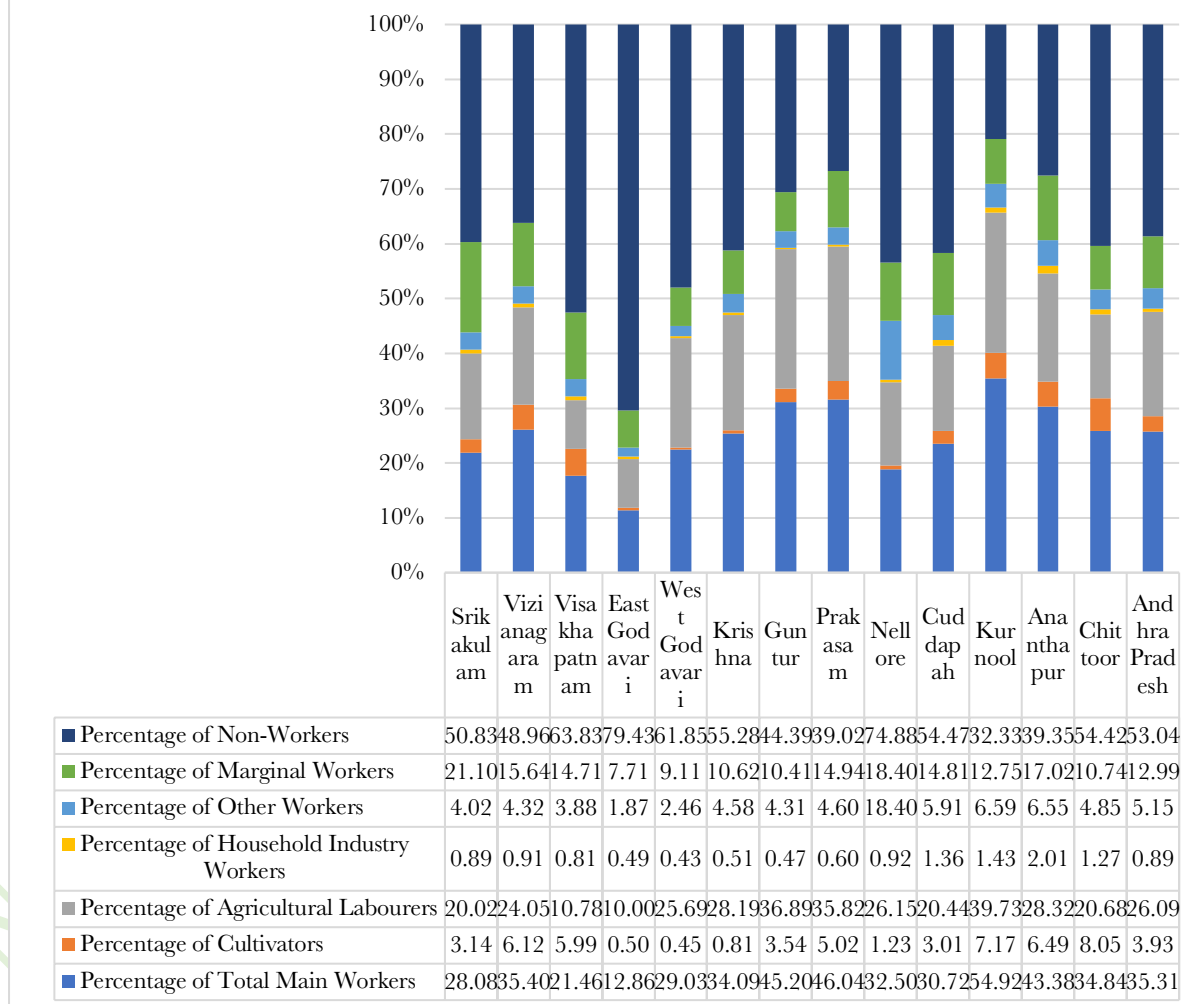 100%
90%
80%
70%
60%
50%
40%
30%
20%
10%
0%
Srik
akul
am
Vizi
anag
ara
m
Visa
kha
patn
am
East
God
avar
i
Wes
t
God
avar
i
Kris
hna
Gun
tur
Prak
asa
m
Nell
ore
Cud
dap
ah
Kur
nool
Ana
ntha
pur
Chit
toor
And
hra
Prad
esh
Percentage of Non-Workers 50.83 48.96 63.83 79.43 61.85 55.28 44.39 39.02 74.88 54.47 32.33 39.35 54.42 53.04
Percentage of Marginal Workers 21.10 15.64 14.71 7.71 9.11 10.62 10.41 14.94 18.40 14.81 12.75 17.02 10.74 12.99
Percentage of Other Workers 4.02 4.32 3.88 1.87 2.46 4.58 4.31 4.60 18.40 5.91 6.59 6.55 4.85 5.15
Percentage of Household Industry
Workers 0.89 0.91 0.81 0.49 0.43 0.51 0.47 0.60 0.92 1.36 1.43 2.01 1.27 0.89
Percentage of Agricultural Labourers 20.02 24.05 10.78 10.00 25.69 28.19 36.89 35.82 26.15 20.44 39.73 28.32 20.68 26.09
Percentage of Cultivators 3.14 6.12 5.99 0.50 0.45 0.81 3.54 5.02 1.23 3.01 7.17 6.49 8.05 3.93
Percentage of Total Main Workers 28.08 35.40 21.46 12.86 29.03 34.09 45.20 46.04 32.50 30.72 54.92 43.38 34.84 35.31